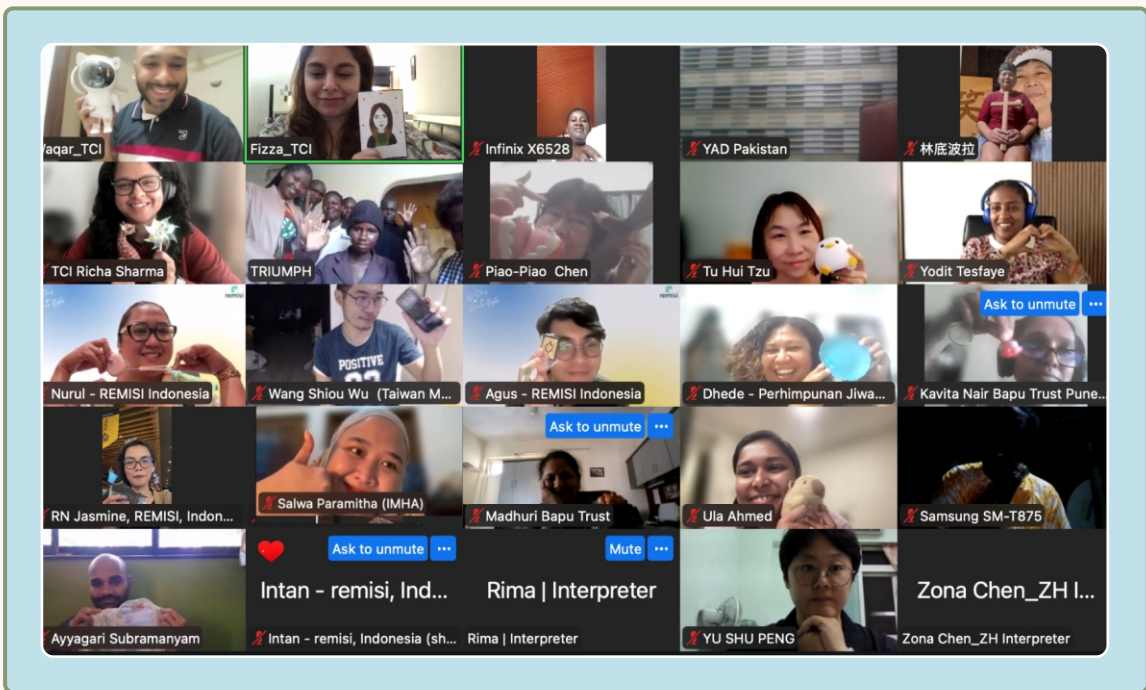 aqar_TCI
Fizza_TCI
Infinix X6528
YAD Pakistan
笑
林底波拉
TCI Richa Sharma
TRIUMPH
Piao-Piao Chen
Tu Hui Tzu
Yodit Tesfaye
remisi
remisi
Ask to unmute ...
POSITIVE
Nurul - REMISI Indonesia
Wang Shiou Wu (Taiwan M...
Agus - REMISI Indonesia
Dhede - Perhimpunan Jiwa...
Kavita Nair Bapu Trust Pune...
Ask to unmute ...
RN Jasmine, REMISI, Indon...
Salwa Paramitha (IMHA)
Madhuri Bapu Trust
Ula Ahmed
Samsung SM-T875
Ask to unmute ...
Mute ...
Intan - remisi, Ind...
Rima | Interpreter
Zona Chen_ZH I...
Ayyagari Subramanyam
Intan - remisi, Indonesia (sh...
Rima | Interpreter
YU SHU PENG
Zona Chen_ZH Interpreter